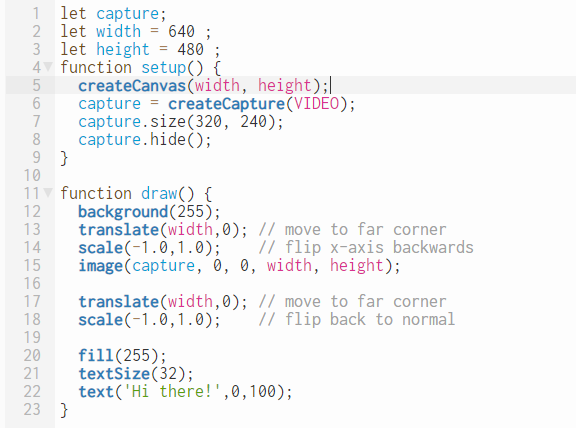 1 let capture;
2 let width = 640 ;
3 let height = 480 ;
4 function setup() {
5   createCanvas(width, height);
6   capture = createCapture(VIDEO);
7   capture.size(320, 240);
8   capture.hide();
9 }
10
11 function draw() {
12   background(255);
13   translate(width,0); // move to far corner
14   scale(-1.0,1.0);    // flip x-axis backwards
15   image(capture, 0, 0, width, height);
16
17   translate(width,0); // move to far corner
18   scale(-1.0,1.0);    // flip back to normal
19
20   fill(255);
21   textSize(32);
22   text('Hi there!',0,100);
23 }